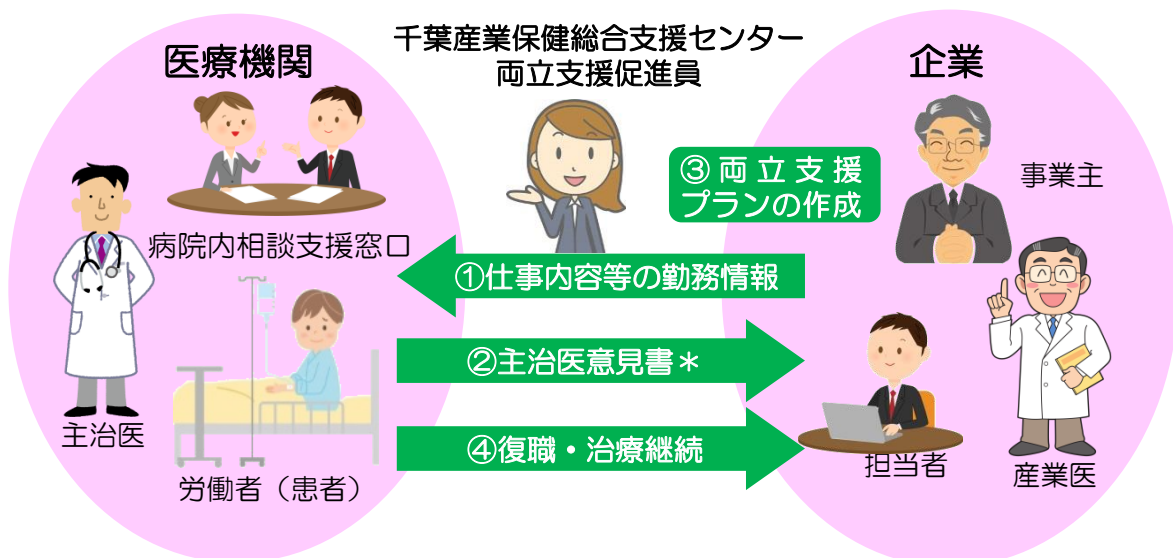 千葉産業保健総合支援センター
両立支援促進員
医療機関
企業
③両立支援
プランの作成
事業主
病院内相談支援窓口
①仕事内容等の勤務情報
②主治医意見書＊
主治医
④復職・治療継続
担当者
産業医
労働者（患者）